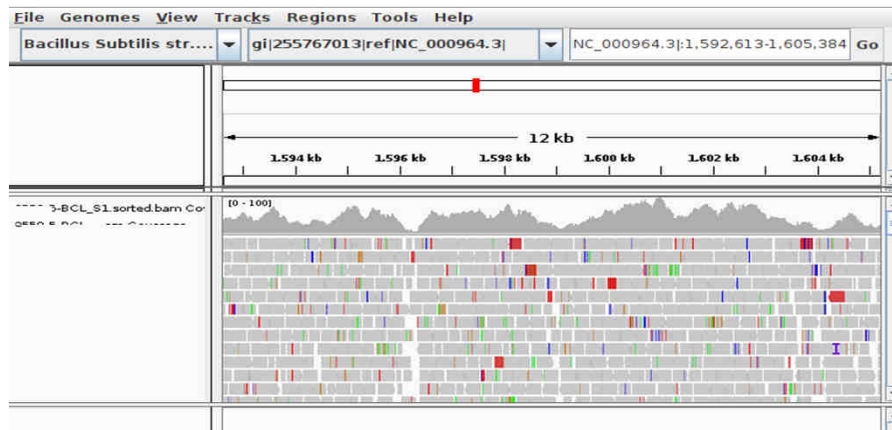 File Genomes View Tracks Regions Tools Help
Bacillus Subtilis str.... gi|255767013|ref|NC_000964.3| NC_000964.3|:1,592,613-1,605,384 Go
12 kb
1.594 kb 1.596 kb 1.598 kb 1.600 kb 1.602 kb 1.604 kb
-BCL_S1.sorted.bam Co [0 - 100]
Coverage
I